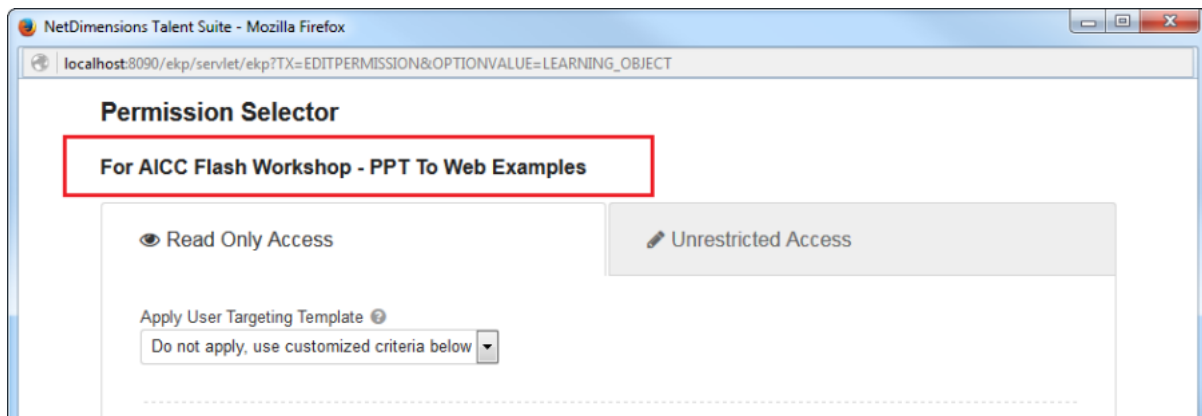 NetDimensions Talent Suite - Mozilla Firefox
localhost:8090/ekp/servlet/ekp?TX=EDITPERMISSION&OPTIONVALUE=LEARNING_OBJECT
Permission Selector
For AICC Flash Workshop - PPT To Web Examples
Read Only Access
Unrestricted Access
Apply User Targeting Template
Do not apply, use customized criteria below